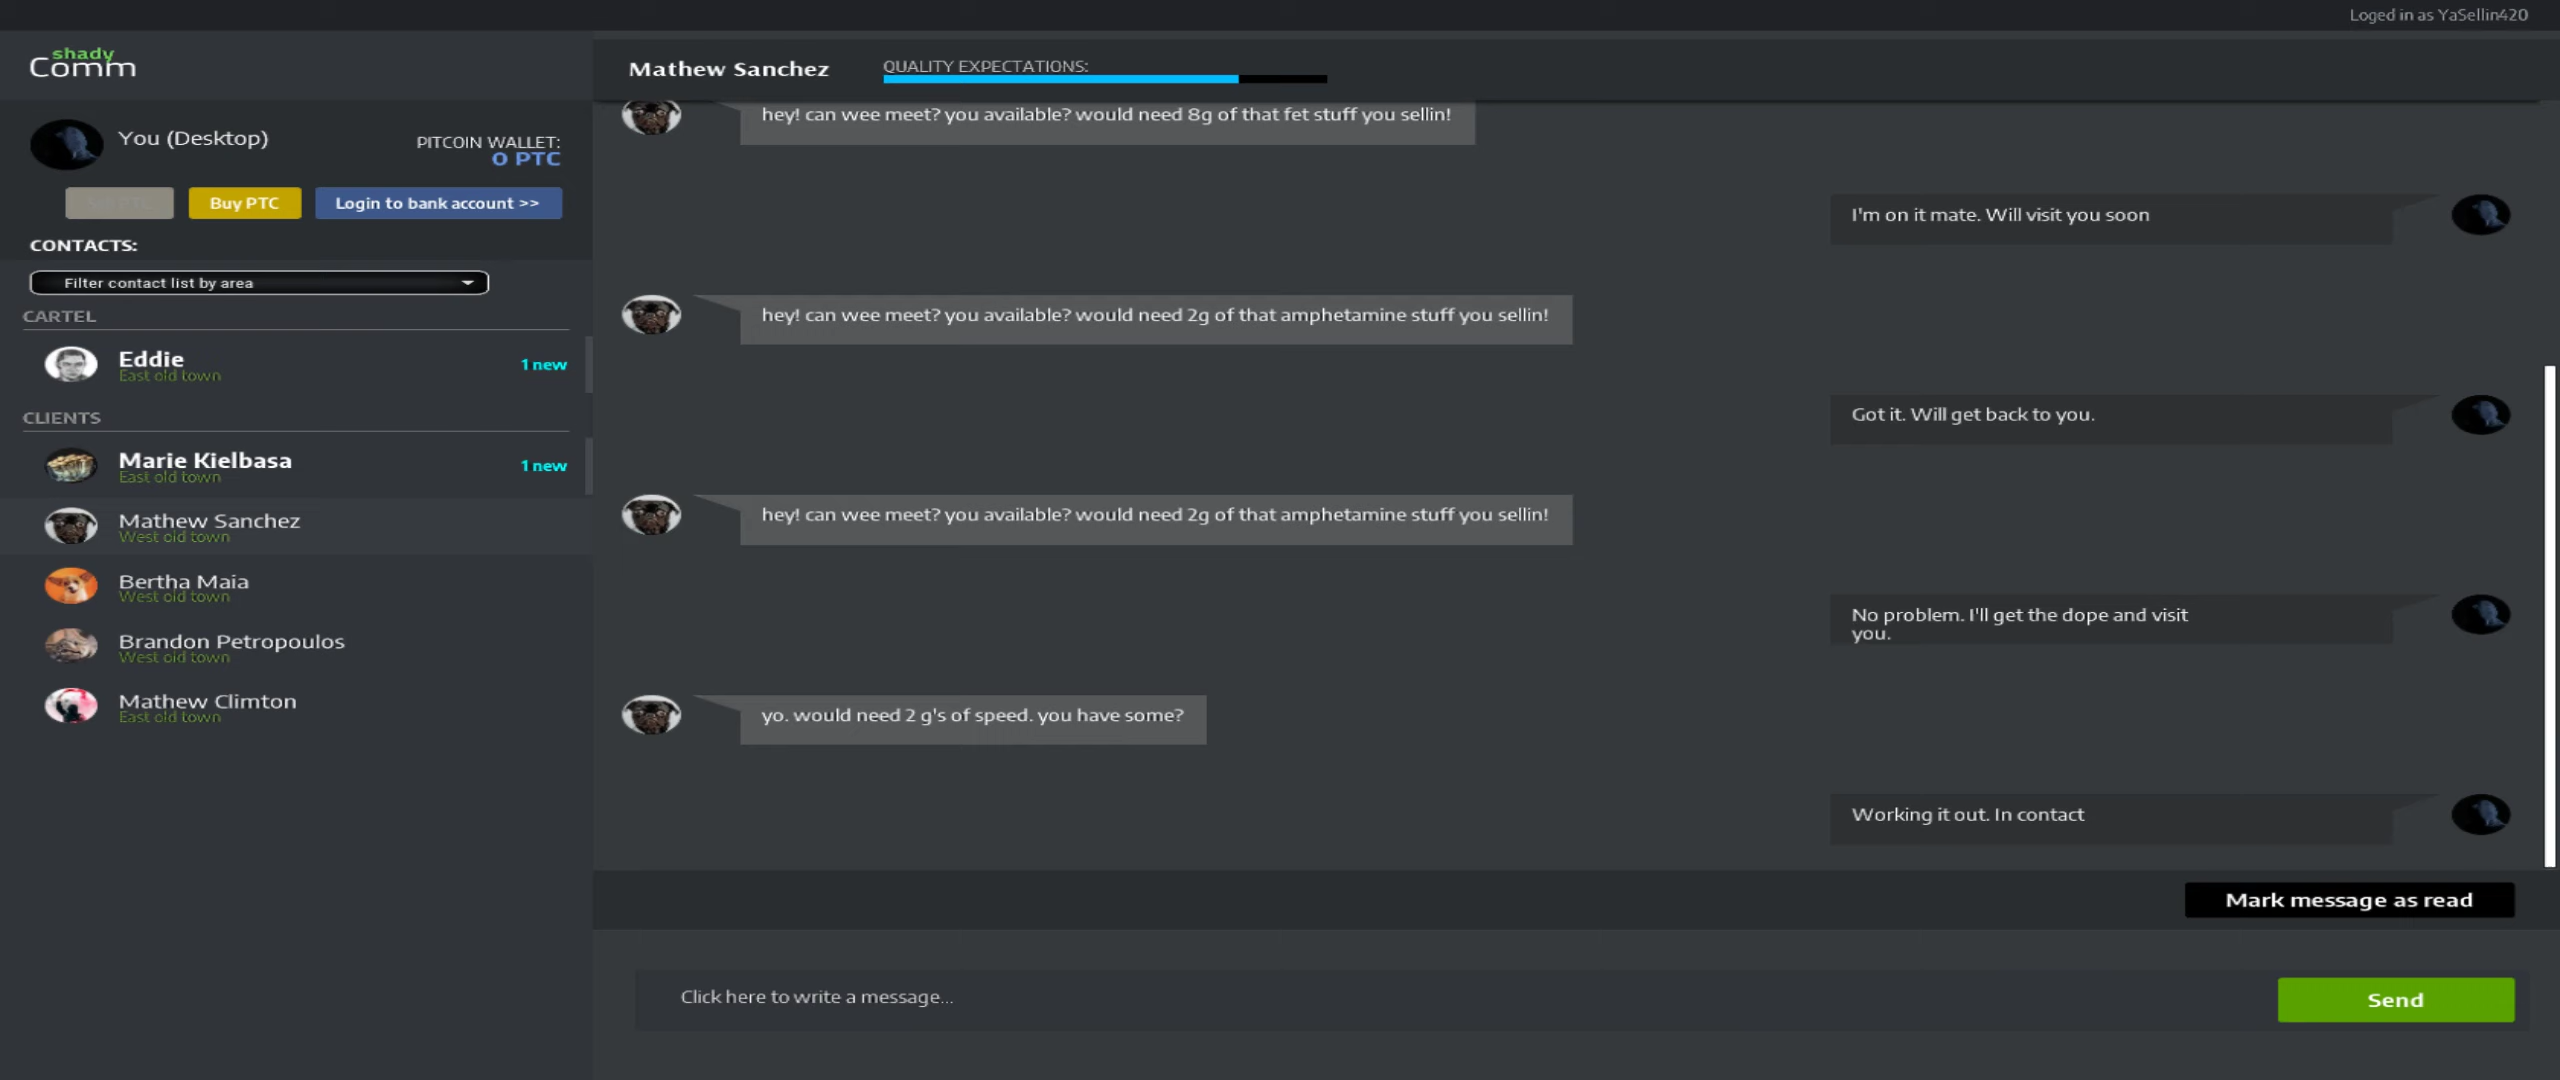 Loged in as YaSellin420
shady
Comm
You (Desktop)
PITCOIN WALLET:
0 PTC
Buy PTC
Login to bank account >>
CONTACTS:
Filter contact list by area
CARTEL
Eddie
East old town
1 new
CLIENTS
Marie Kielbasa
East old town
1 new
Mathew Sanchez
West old town
Bertha Maia
West old town
Brandon Petropoulos
West old town
Mathew Climton
East old town
Mathew Sanchez
QUALITY EXPECTATIONS:
hey! can wee meet? you available? would need 8g of that fet stuff you sellin!
I'm on it mate. Will visit you soon
hey! can wee meet? you available? would need 2g of that amphetamine stuff you sellin!
Got it. Will get back to you.
hey! can wee meet? you available? would need 2g of that amphetamine stuff you sellin!
No problem. I'll get the dope and visit
you.
yo. would need 2 g's of speed. you have some?
Working it out. In contact
Mark message as read
Click here to write a message...
Send